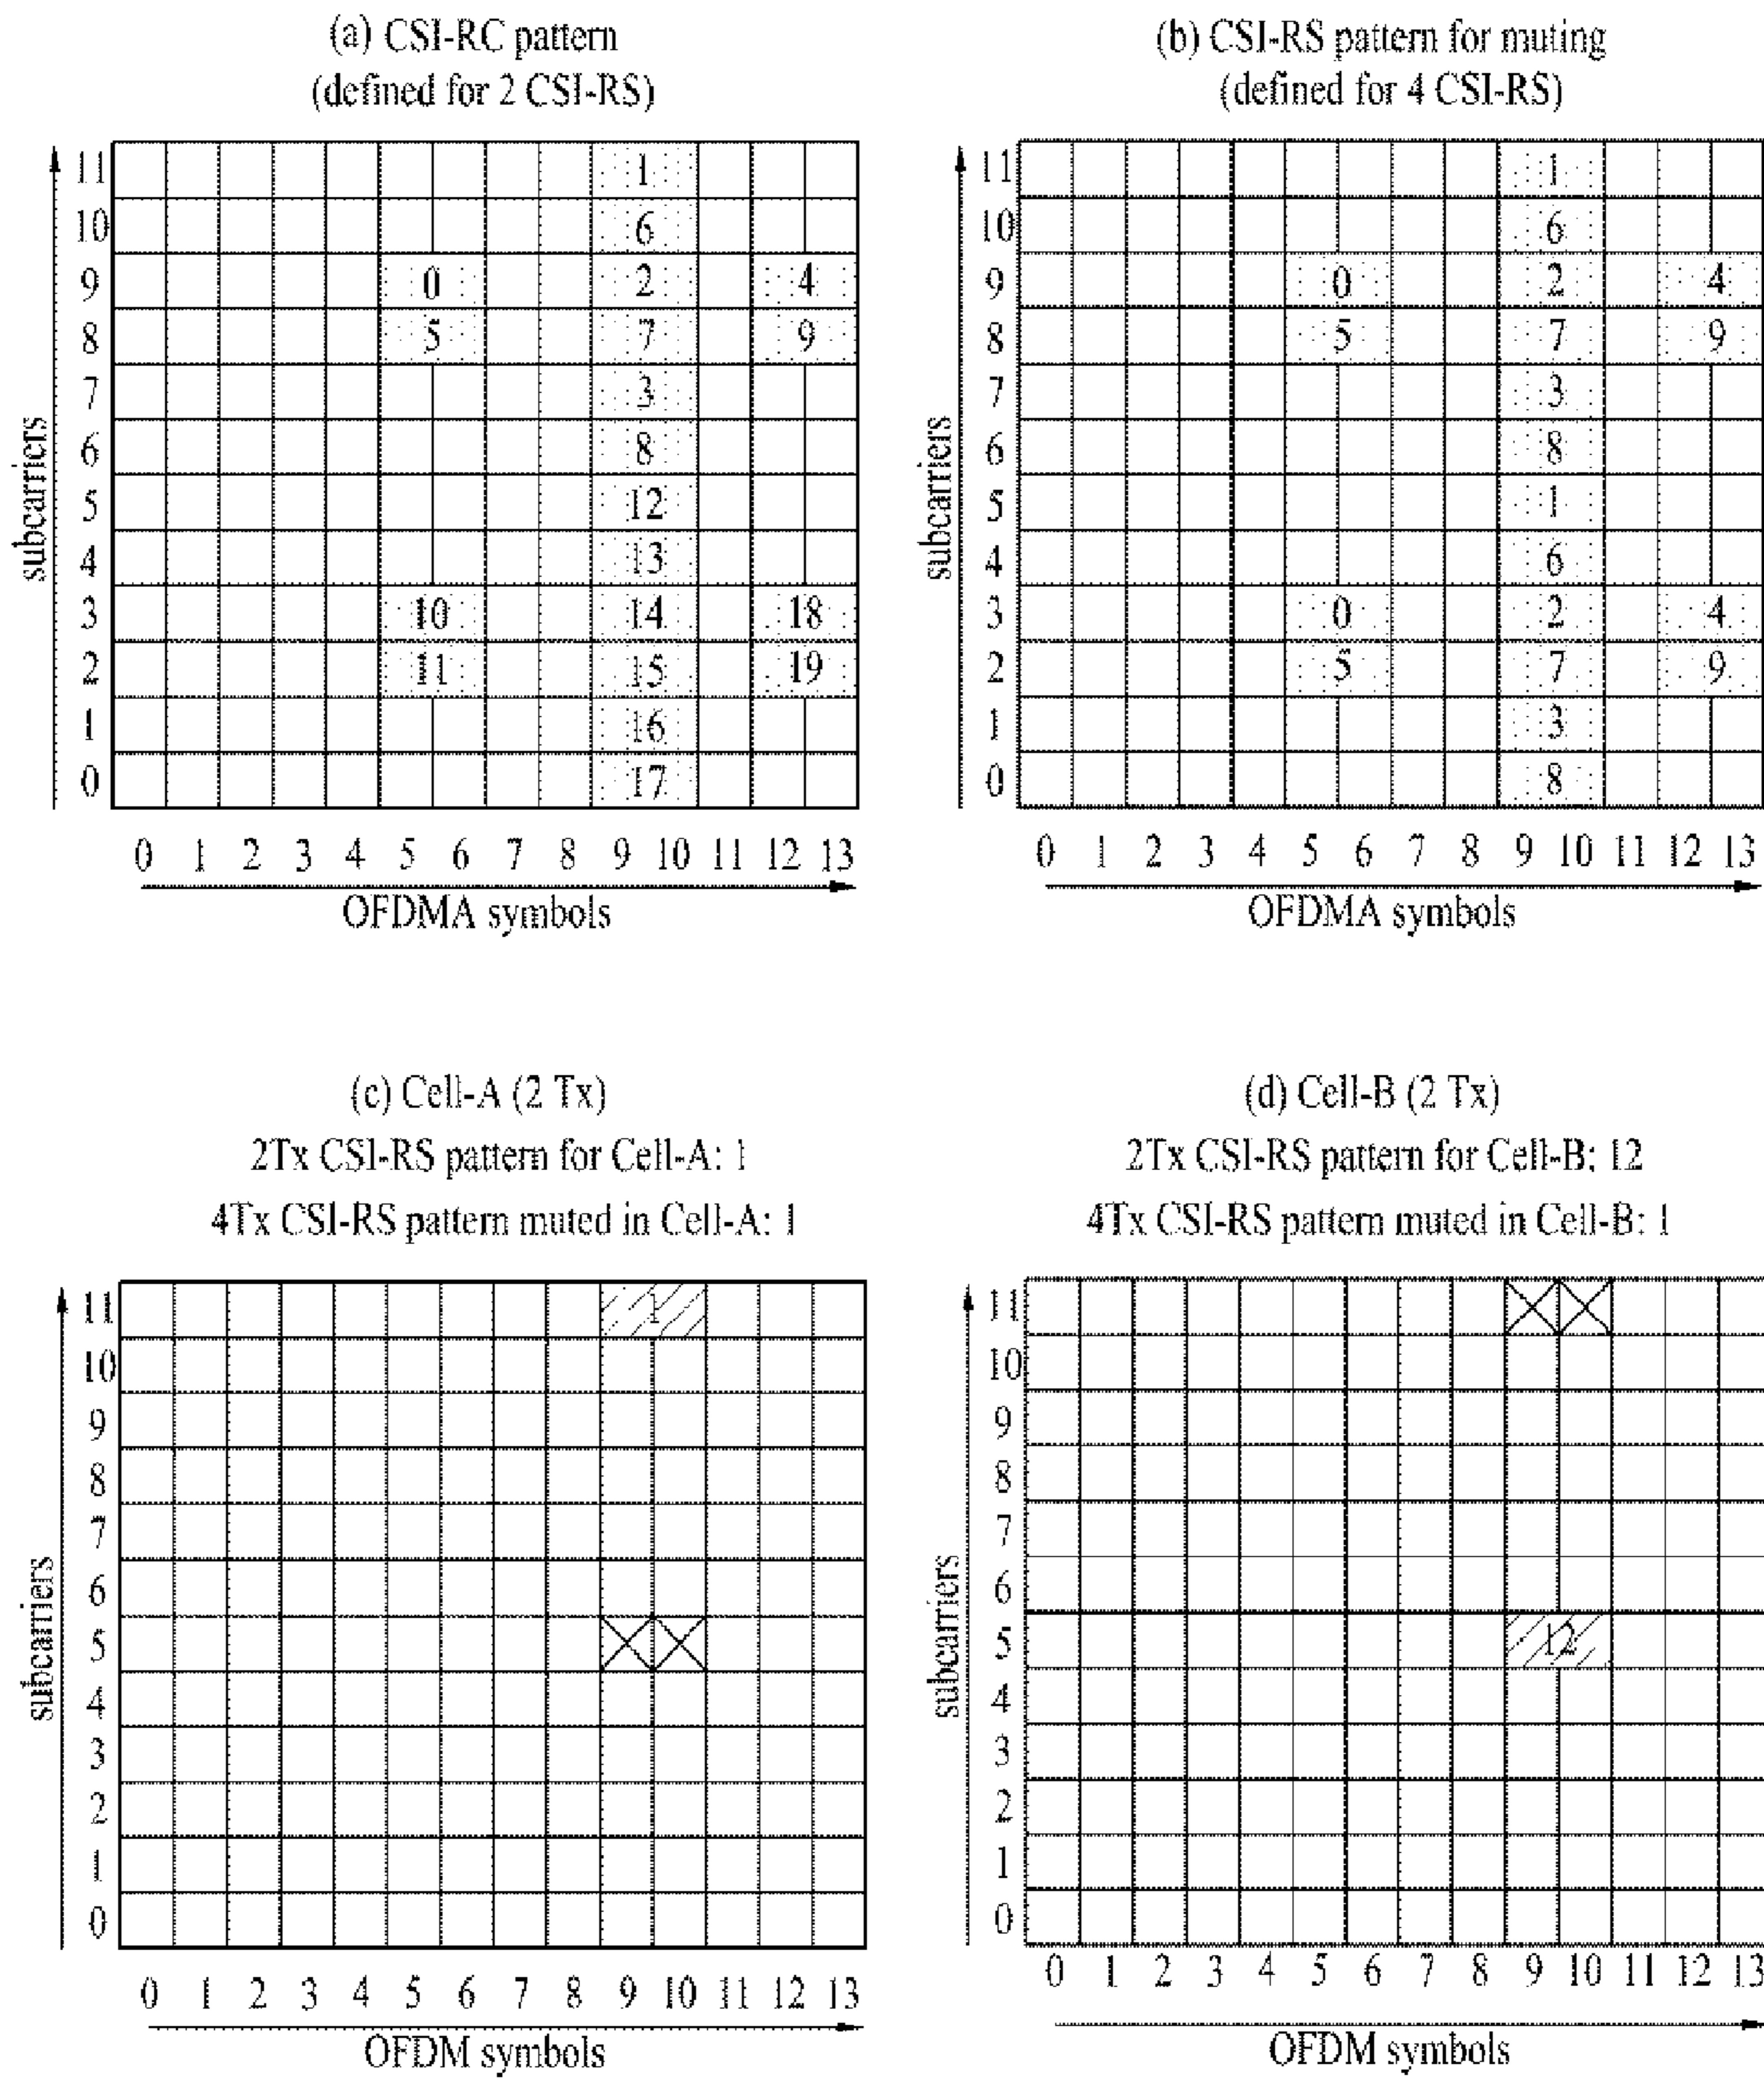 (a) CSI-RC pattern
(defined for 2 CSI-RS)
subcarriers
11 1
10 6
9 0 2 4
8 5 7 9
7 3
6 8
5 12
4 13
3 10 14 18
2 11 15 19
1 16
0 17
0 1 2 3 4 5 6 7 8 9 10 11 12 13
OFDMA symbols
(b) CSI-RS pattern for muting
(defined for 4 CSI-RS)
subcarriers
11 1
10 6
9 0 2 4
8 5 7 9
7 3
6 8
5 1
4 6
3 0 2 4
2 5 7 9
1 3
0 8
0 1 2 3 4 5 6 7 8 9 10 11 12 13
OFDMA symbols
(c) Cell-A (2 Tx)
2Tx CSI-RS pattern for Cell-A: 1
4Tx CSI-RS pattern muted in Cell-A: 1
subcarriers
11 1
10
9
8
7
6
5
4
3
2
1
0
0 1 2 3 4 5 6 7 8 9 10 11 12 13
OFDM symbols
(d) Cell-B (2 Tx)
2Tx CSI-RS pattern for Cell-B: 12
4Tx CSI-RS pattern muted in Cell-B: 1
subcarriers
11
10
9
8
7
6
5 12
4
3
2
1
0
0 1 2 3 4 5 6 7 8 9 10 11 12 13
OFDM symbols